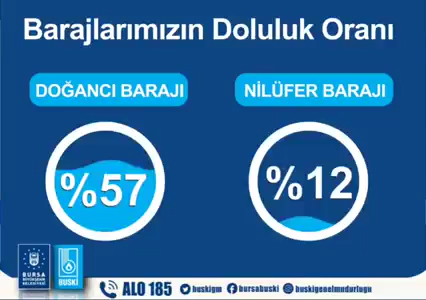 Barajlarımızın Doluluk Oranı
DOĞANCI BARAJI
NİLÜFER BARAJI
%57
%12
BURSA
BÜYÜKŞEHİR
BELEDİYESİ
BUSKİ
ALO 185
buskigm
bursabuski
buskigenelmudurlugu